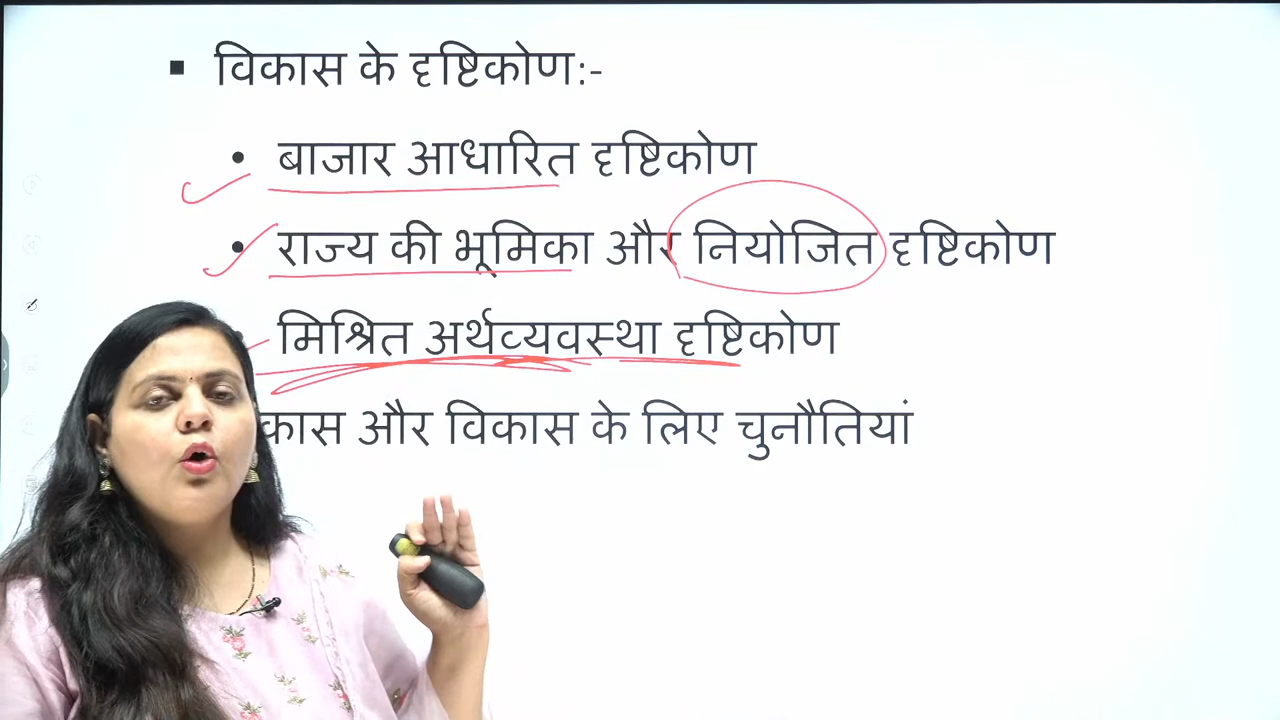 विकास के दृष्टिकोण:-
बाजार आधारित दृष्टिकोण
राज्य की भूमिका और नियोजित दृष्टिकोण
मिश्रित अर्थव्यवस्था दृष्टिकोण
और विकास के लिए चुनौतियां